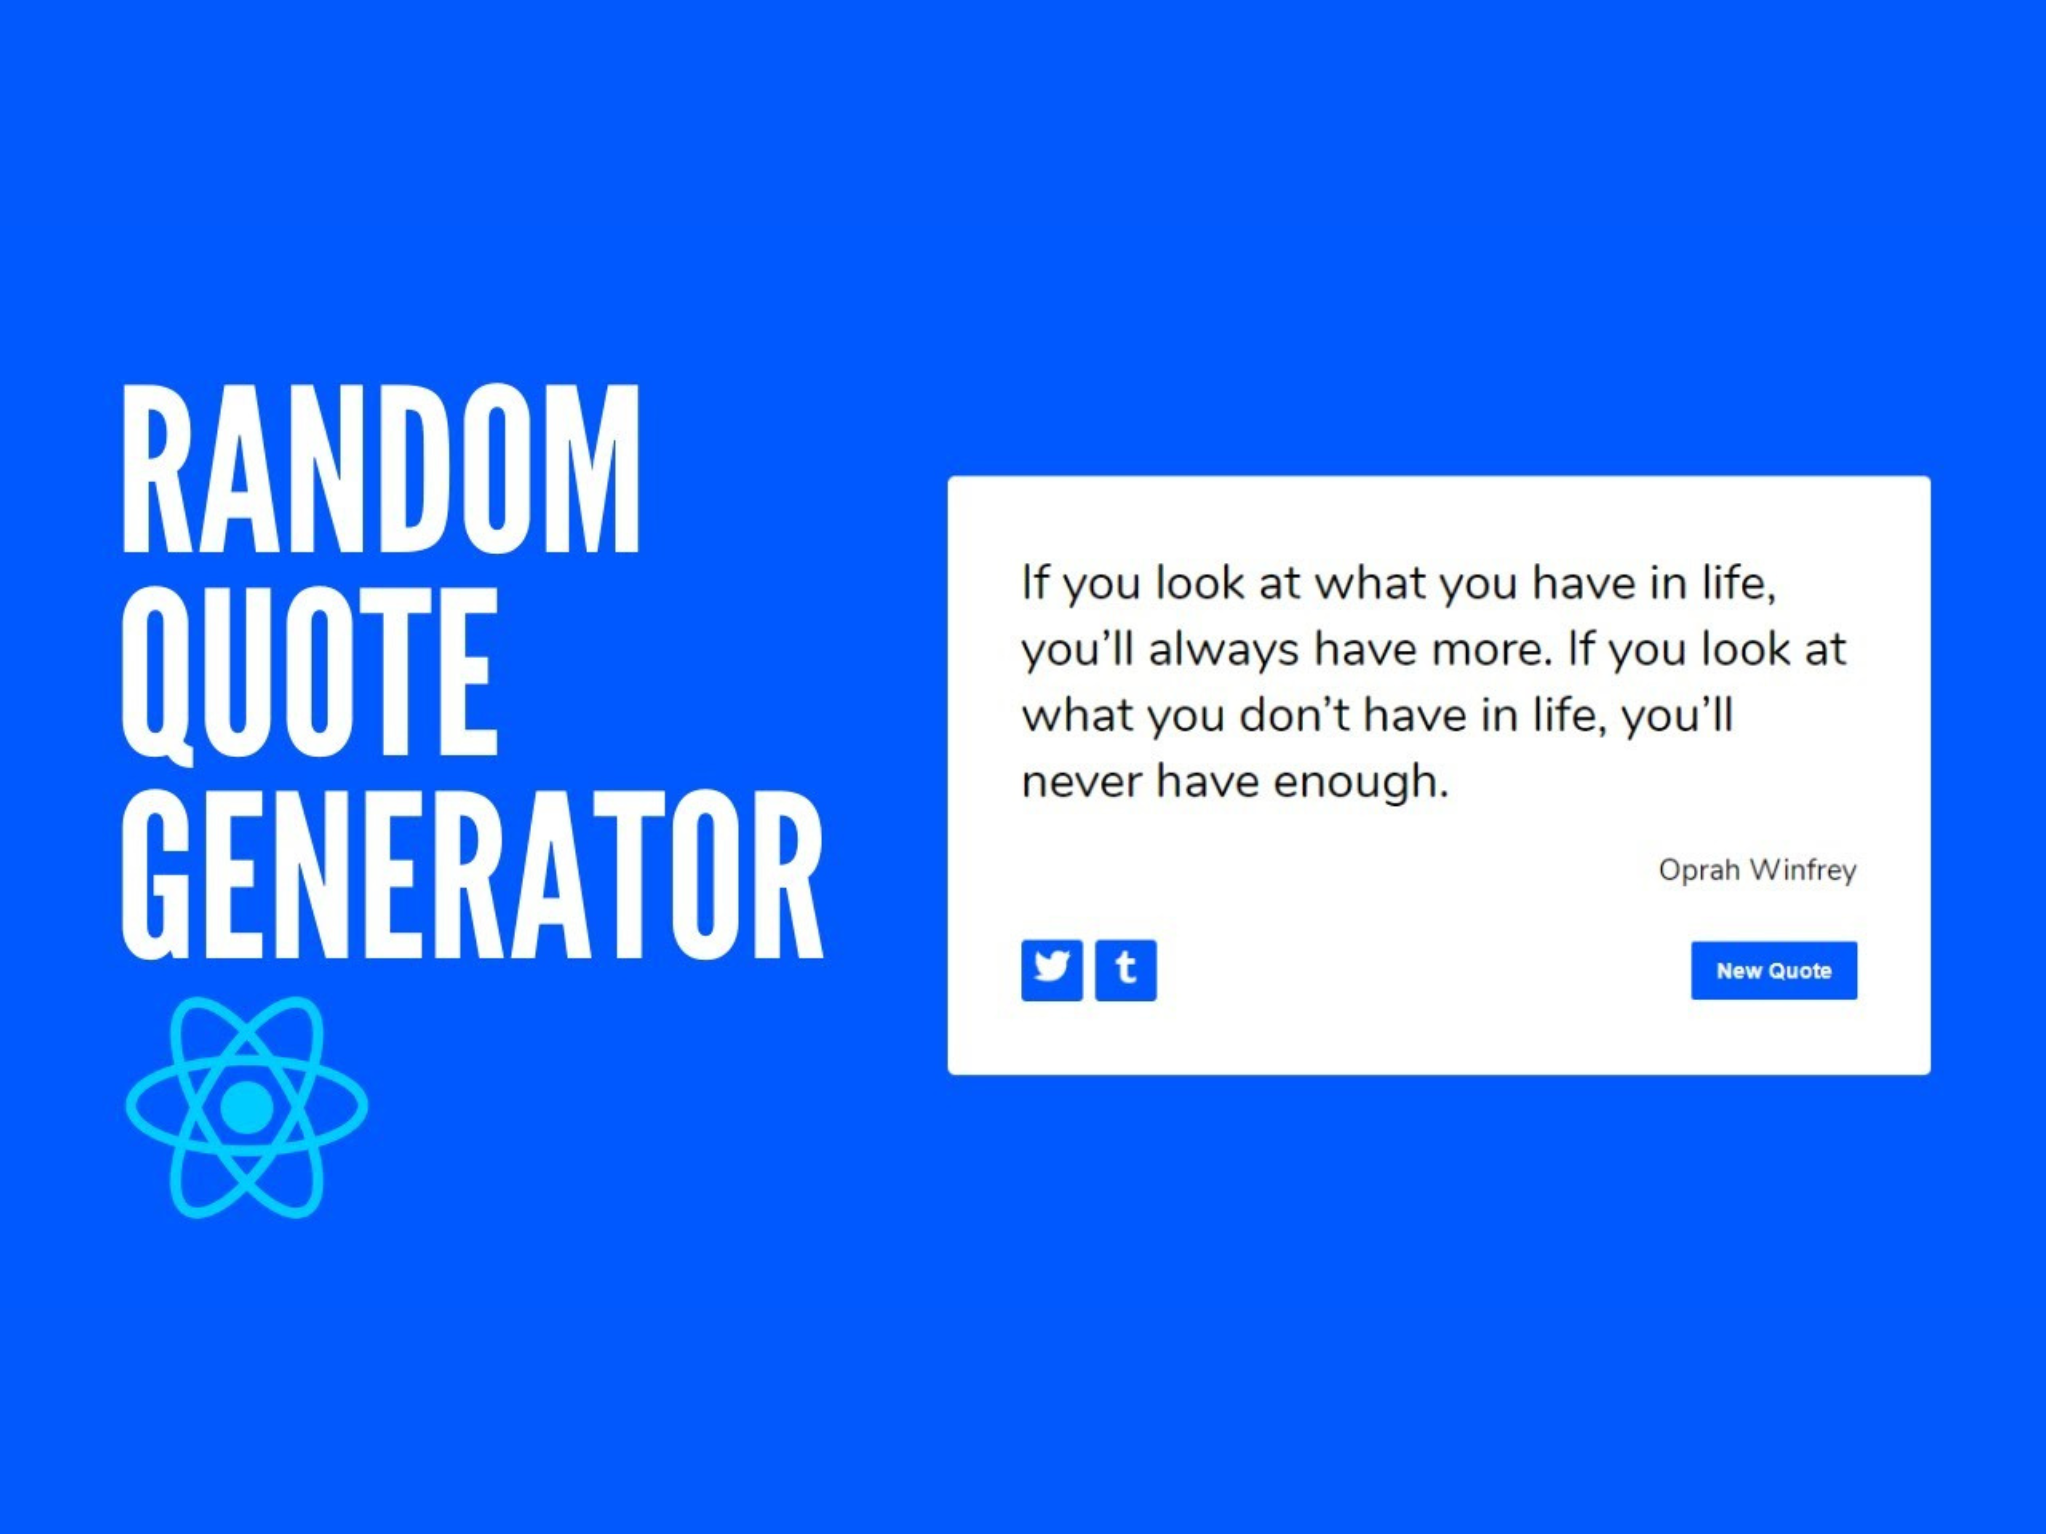 RANDOM
QUOTE
GENERATOR
If you look at what you have in life,
you’ll always have more. If you look at
what you don’t have in life, you’ll
never have enough.
Oprah Winfrey
t
New Quote